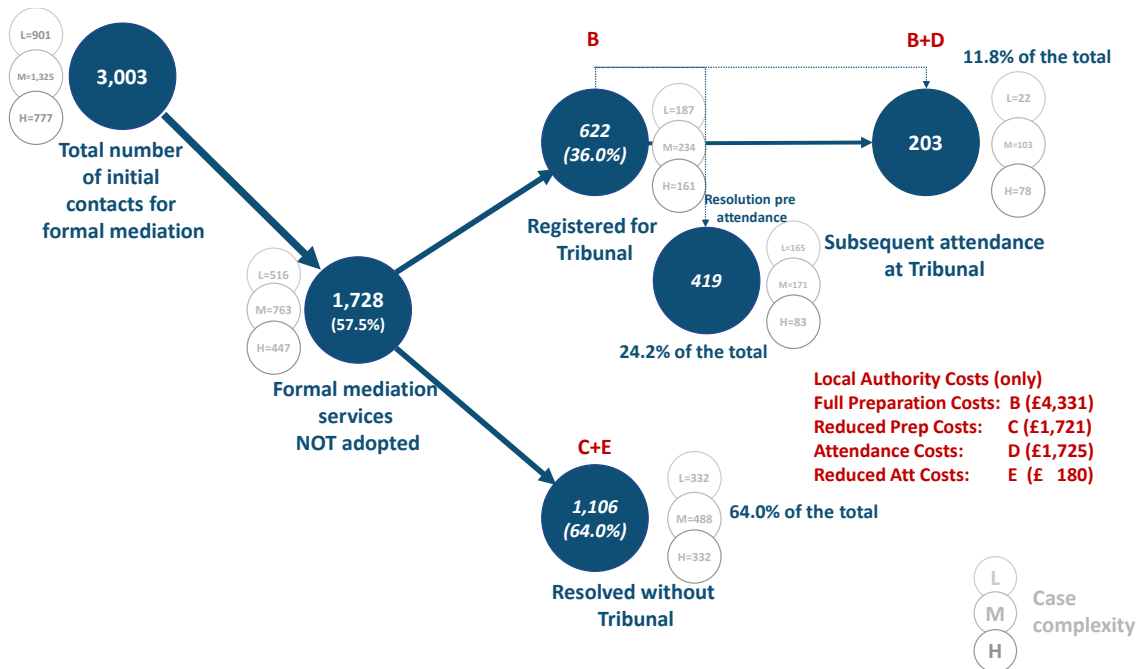 L=901
M=1,325
H=777
3,003
Total number
of initial
contacts for
formal mediation
L=516
M=763
H=447
1,728
(57.5%)
Formal mediation
services
NOT adopted
B
622
(36.0%)
L=187
M=234
H=161
Registered for
Tribunal
Resolution pre
attendance
419
L=165
M=171
H=83
24.2% of the total
B+D
11.8% of the total
203
L=22
M=103
H=78
Subsequent attendance
at Tribunal
C+E
1,106
(64.0%)
L=332
M=488
H=332
64.0% of the total
Resolved without
Tribunal
Local Authority Costs (only)
Full Preparation Costs: B (£4,331)
Reduced Prep Costs: C (£1,721)
Attendance Costs: D (£1,725)
Reduced Att Costs: E (£ 180)
L
M
H
Case
complexity